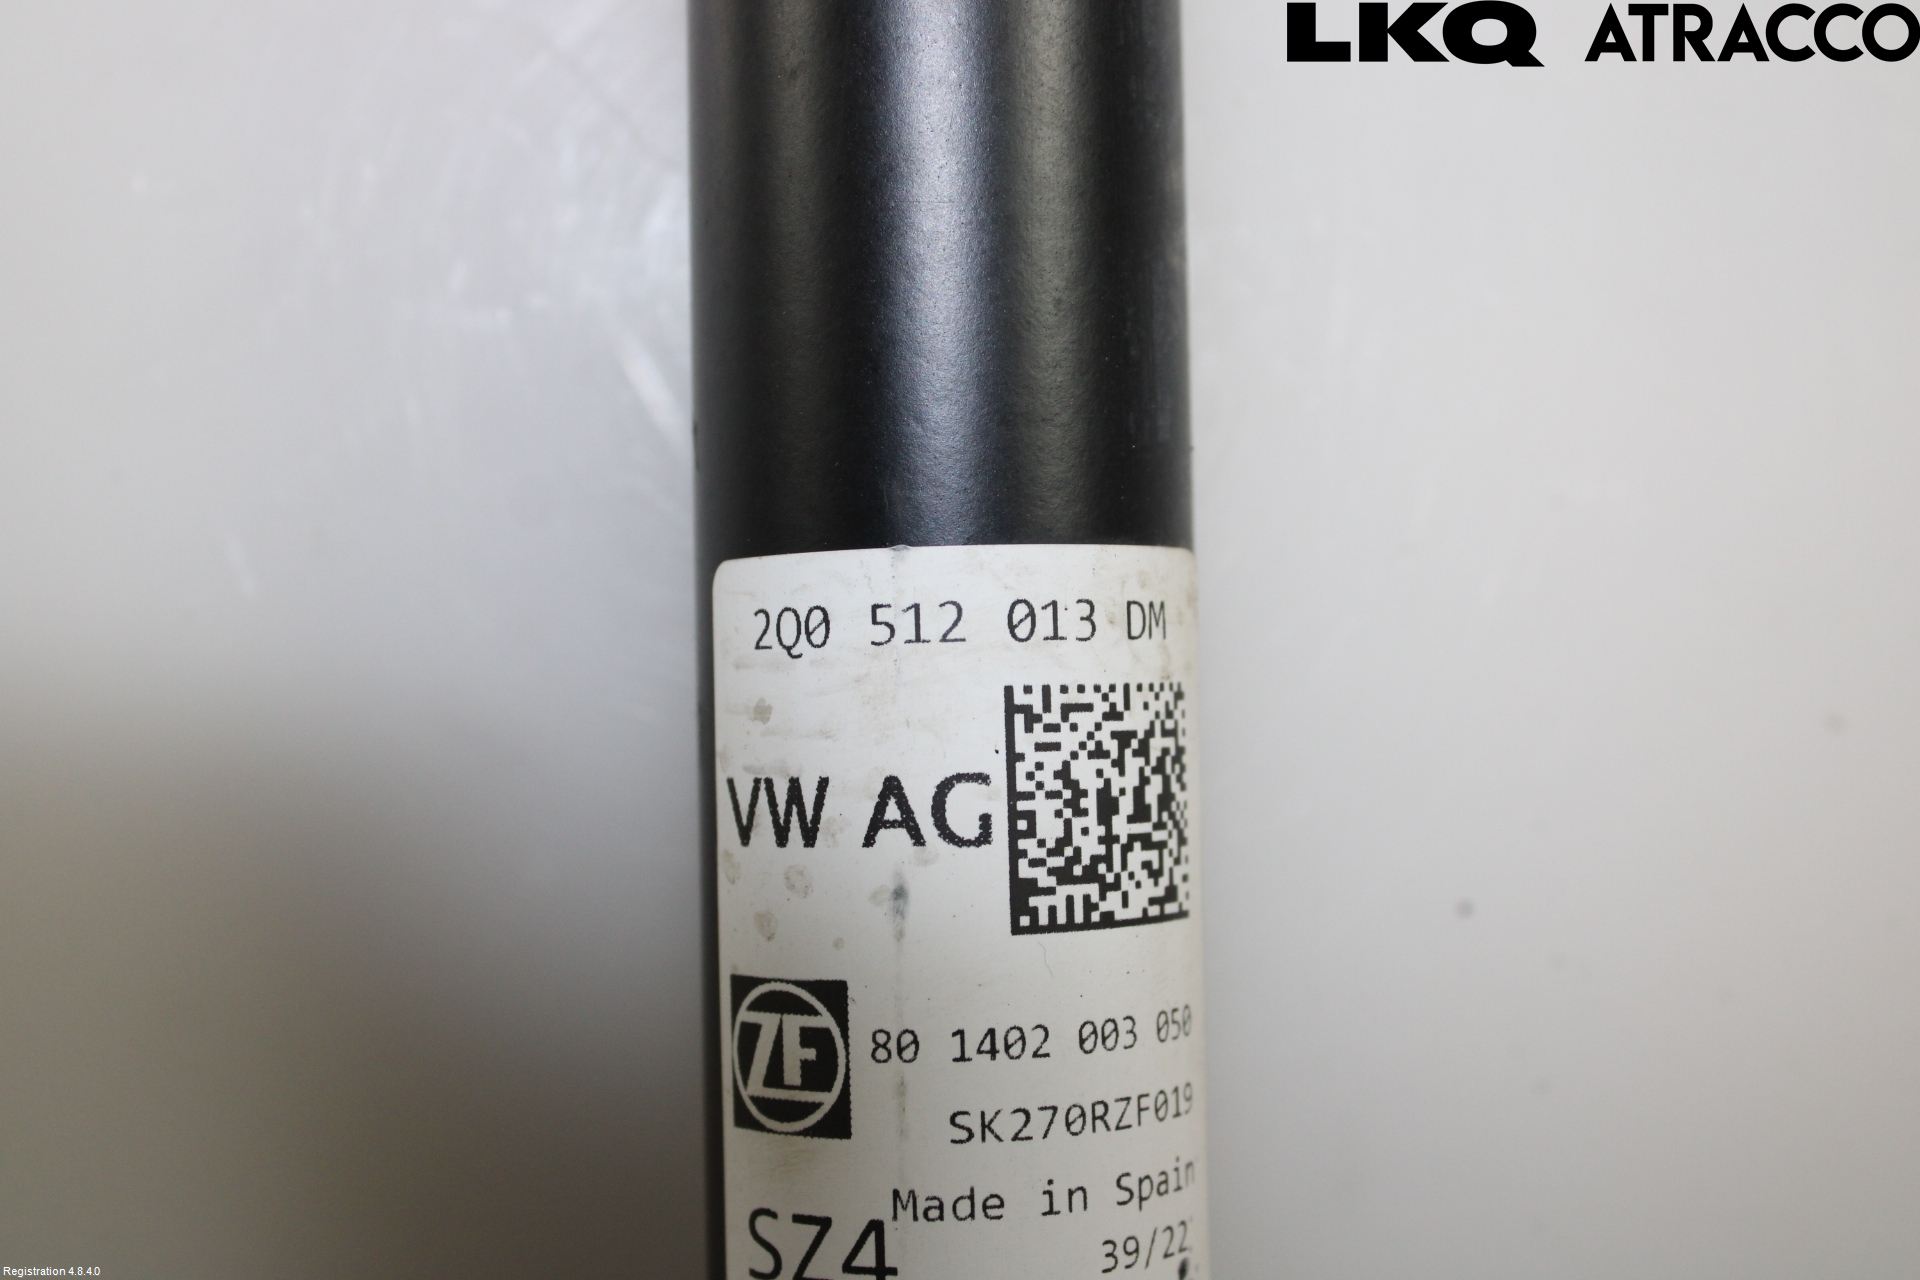 LKQ ATRACCO
2Q0 512 013 DM
VW AG
ZF
80 1402 003 050
SK270RZF019
Made in Spain
SZ4
39/22
Registration 4.8.4.0